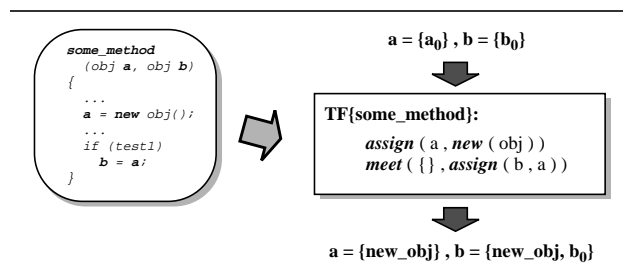 some_method
(obj a, obj b)
{
...
a = new obj();
...
if (test1)
b = a;
}
a = {a₀} , b = {b₀}
TF{some_method}:
assign ( a , new ( obj ) )
meet ( { } , assign ( b , a ) )
a = {new_obj} , b = {new_obj, b₀}